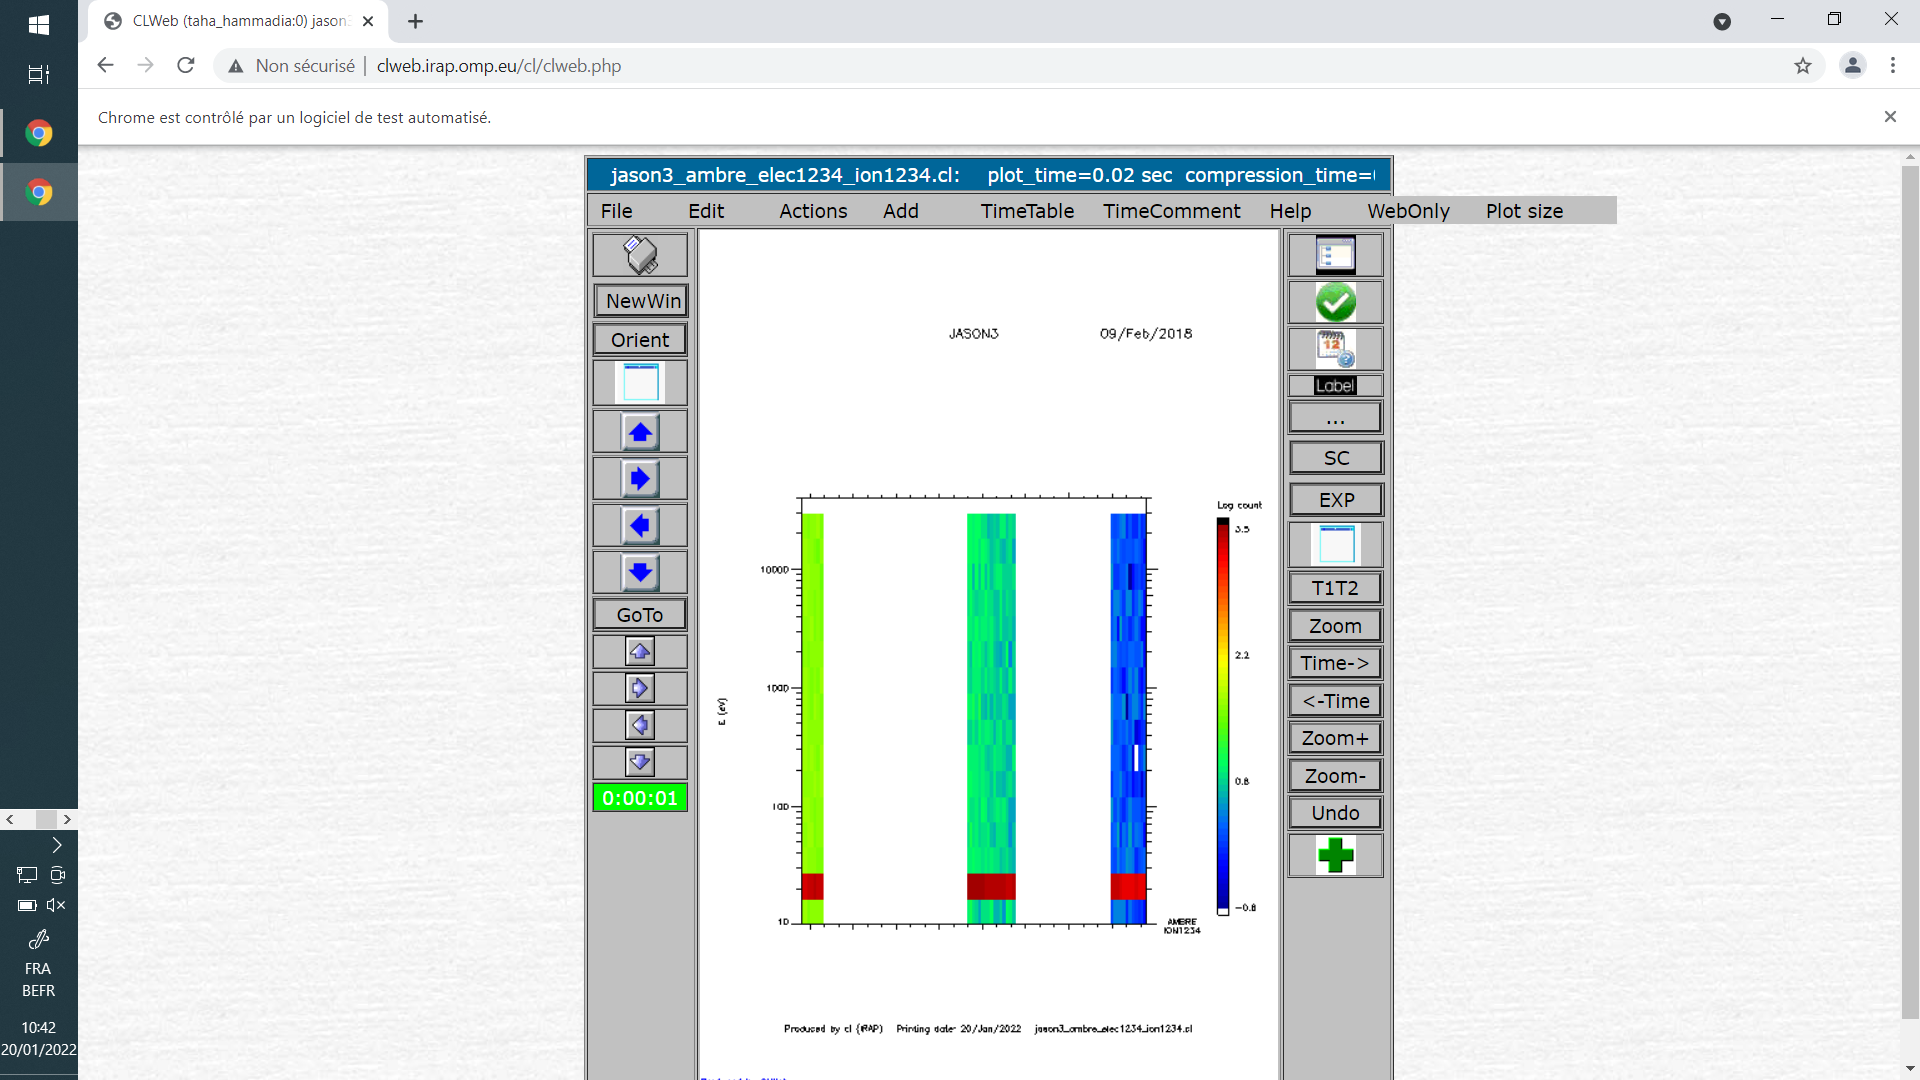 CLWeb (taha_hammadia:0) jason3
Non sécurisé | clweb.irap.omp.eu/cl/clweb.php
Chrome est contrôlé par un logiciel de test automatisé.
jason3_ambre_elec1234_ion1234.cl: plot_time=0.02 sec compression_time=
File Edit Actions Add TimeTable TimeComment Help WebOnly Plot size
NewWin
Orient
GoTo
0:00:01
JASON3 09/Feb/2018
Log count
3.5
2.2
0.8
-0.8
10000
1000
100
10
E (eV)
AMBRE
ION1234
Produced by cl (IRAP) Printing date: 20/Jan/2022 jason3_ambre_elec1234_ion1234.cl
12
Label
...
SC
EXP
T1T2
Zoom
Time->
<-Time
Zoom+
Zoom-
Undo
FRA
BEFR
10:42
20/01/2022